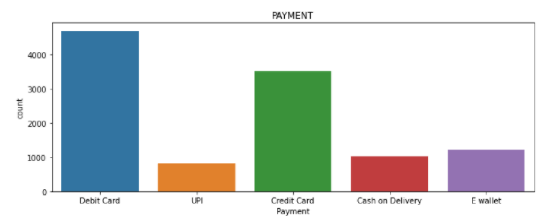 PAYMENT
4000
3000
2000
1000
0
count
Debit Card UPI Credit Card Cash on Delivery E wallet
Payment